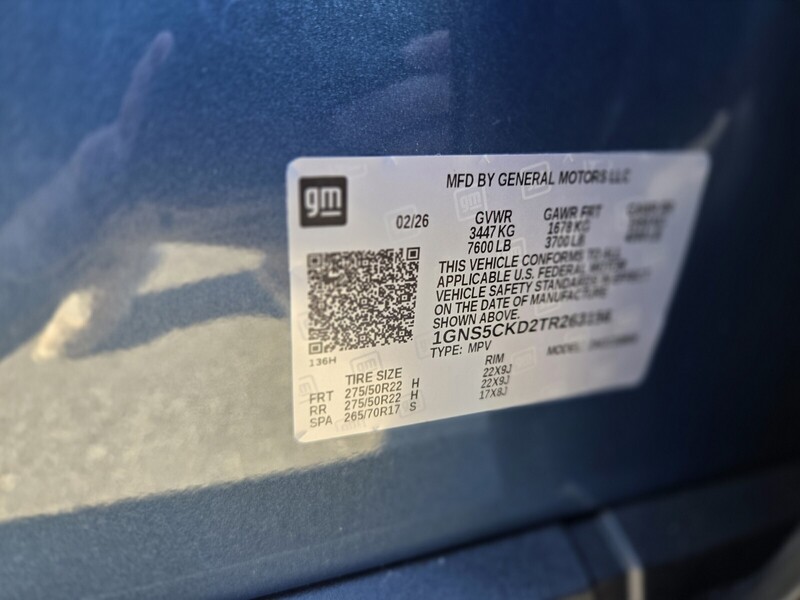 gm
MFD BY GENERAL MOTORS LLC
02/26
GVWR GAWR FRT
3447 KG 1678 KG
7600 LB 3700 LB
THIS VEHICLE CONFORMS TO ALL
APPLICABLE U.S. FEDERAL MOTOR
VEHICLE SAFETY STANDARDS IN EFFECT
ON THE DATE OF MANUFACTURE
SHOWN ABOVE.
TYPE: MPV MODEL:
136H
TIRE SIZE RIM
FRT 275/50R22 H 22X9J
RR 275/50R22 H 22X9J
SPA 265/70R17 S 17X8J